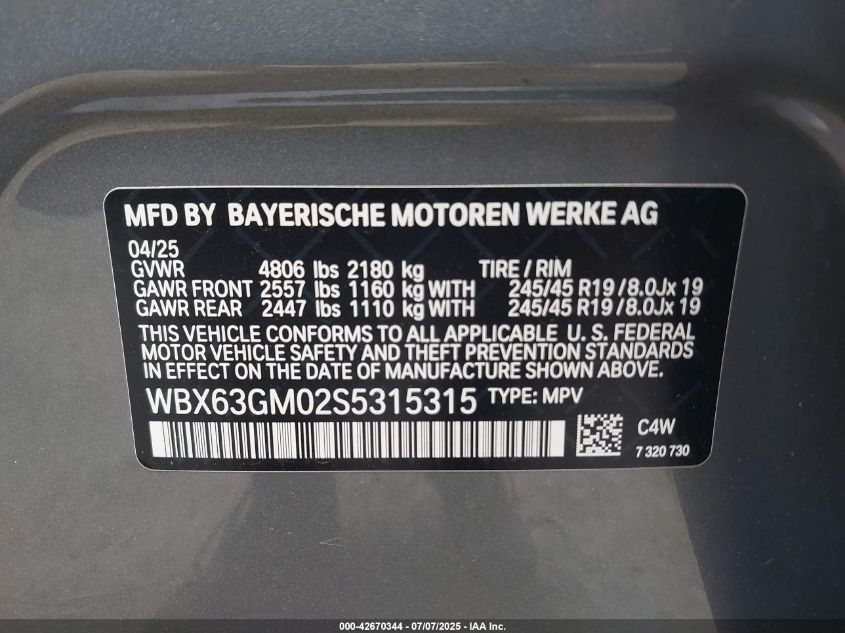 MFD BY BAYERISCHE MOTOREN WERKE AG
04/25
GVWR 4806 lbs 2180 kg TIRE / RIM
GAWR FRONT 2557 lbs 1160 kg WITH 245/45 R19 / 8.0Jx 19
GAWR REAR 2447 lbs 1110 kg WITH 245/45 R19 / 8.0Jx 19
THIS VEHICLE CONFORMS TO ALL APPLICABLE U. S. FEDERAL
MOTOR VEHICLE SAFETY AND THEFT PREVENTION STANDARDS
IN EFFECT ON THE DATE OF MANUFACTURE SHOWN ABOVE.
WBX63GM02S5315315 TYPE: MPV
C4W
7 320 730
000-42670344 / 07/07/2025 - IAA Inc.